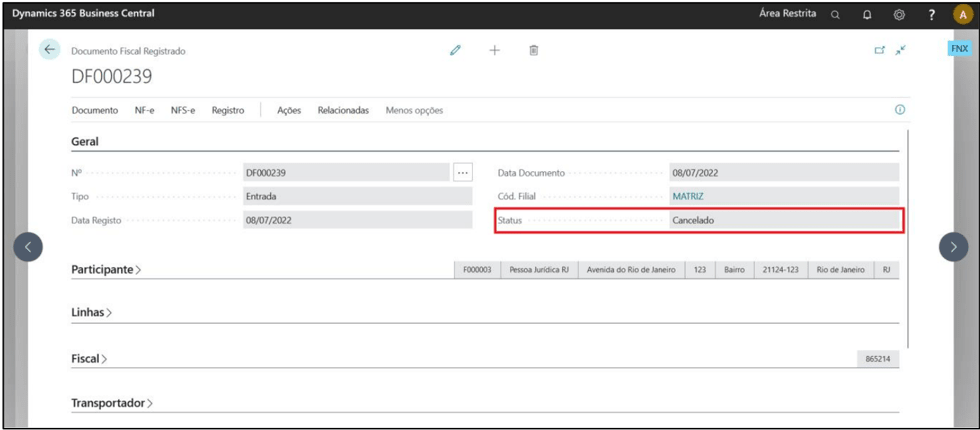 Dynamics 365 Business Central Área Restrita ? A
Documento Fiscal Registrado FNX
DF000239
Documento NF-e NFS-e Registro Ações Relacionadas Menos opções
Geral
Nº DF000239 ... Data Documento 08/07/2022
Tipo Entrada Cód. Filial MATRIZ
Data Registo 08/07/2022 Status Cancelado
Participante > F000003 Pessoa Jurídica RJ Avenida do Rio de Janeiro 123 Bairro 21124-123 Rio de Janeiro RJ
Linhas >
Fiscal > 865214
Transportador >